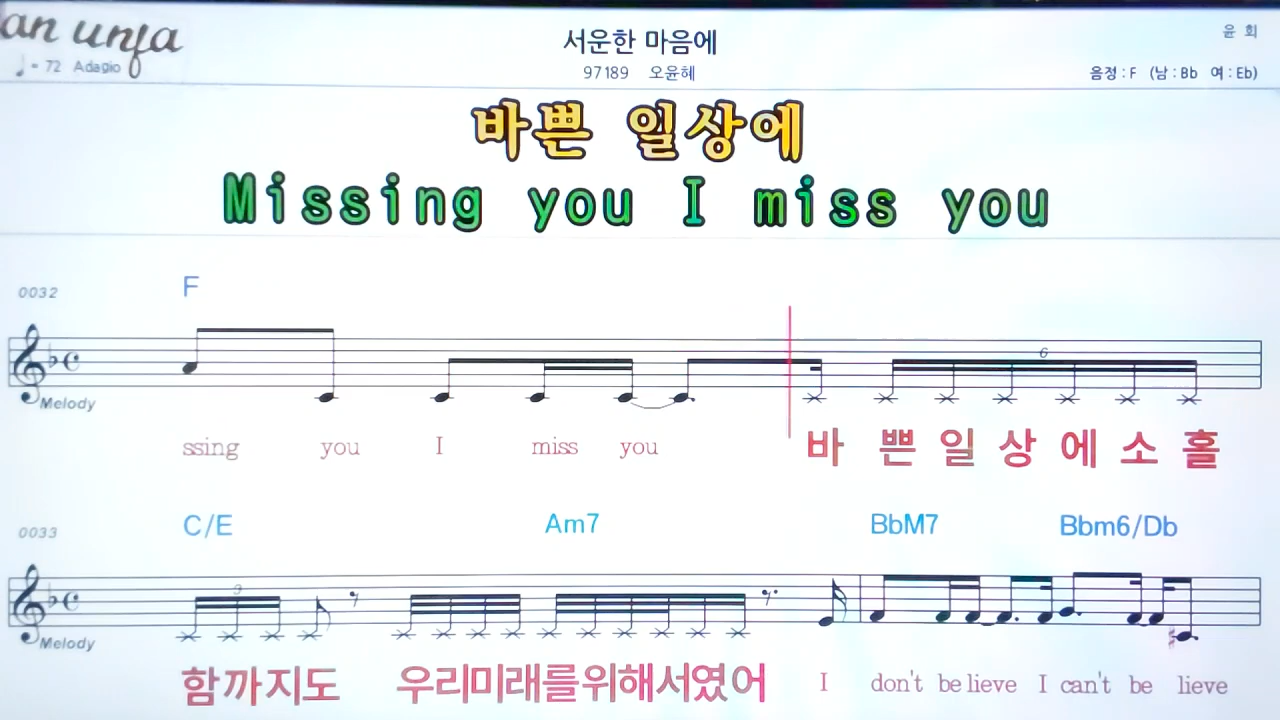 an unfa
♩= 72 Adagio
서운한 마음에
97189 오윤혜
윤 회
음정 : F (남 : Bb 여 : Eb)
바쁜 일상에
Missing you I miss you
0032
F
6
Melody
ssing you I miss you 바 쁜 일 상 에 소 홀
0033
C/E Am7 BbM7 Bbm6/Db
3
Melody
함까지도 우리미래를위해서였어 I don't be lieve I can't be lieve